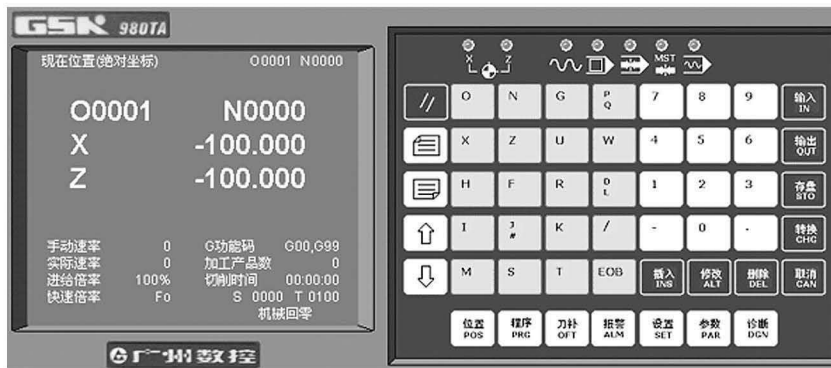 GSK 980TA
现在位置(绝对坐标) O0001 N0000
O0001 N0000
X -100.000
Z -100.000
手动速率 0 G功能码 G00,G99
实际速率 0 加工产品数 0
进给倍率 100% 切削时间 00:00:00
快速倍率 Fo S 0000 T 0100
机械回零
广州数控
X Z MST
// O N G P Q 7 8 9 输入 IN
X Z U W 4 5 6 输出 OUT
H F R D L 1 2 3 存盘 STO
I J # K / - 0 . 转换 CHG
M S T EOB 插入 INS 修改 ALT 删除 DEL 取消 CAN
位置 POS 程序 PRG 刀补 OFT 报警 ALM 设置 SET 参数 PAR 诊断 DGN